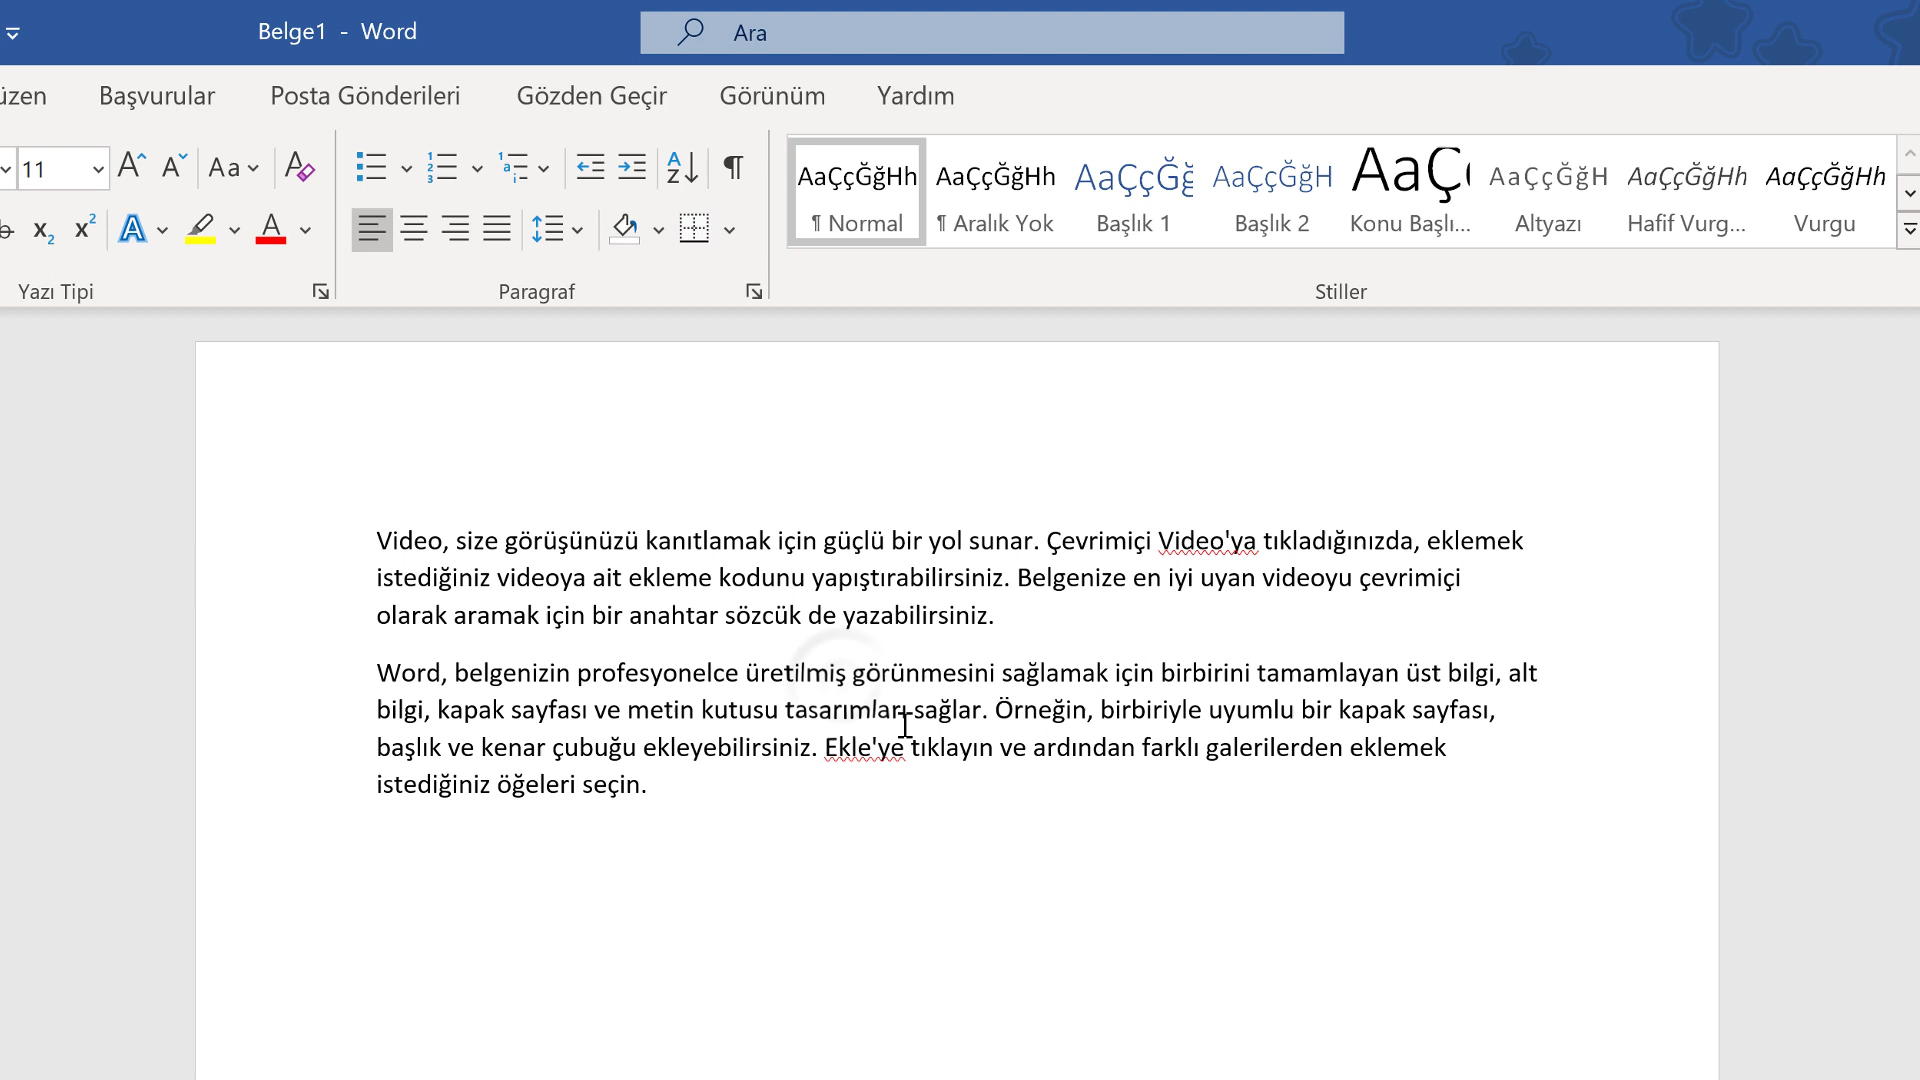 Belge1 - Word
Ara
üzen Başvurular Posta Gönderileri Gözden Geçir Görünüm Yardım
11
AaÇçĞğHh AaÇçĞğHh AaÇçĞğ AaÇçĞğH AaÇ AaÇçĞğH AaÇçĞğHh AaÇçĞğHh
¶ Normal ¶ Aralık Yok Başlık 1 Başlık 2 Konu Başlı... Altyazı Hafif Vurg... Vurgu
Yazı Tipi Paragraf Stiller
Video, size görüşünüzü kanıtlamak için güçlü bir yol sunar. Çevrimiçi Video'ya tıkladığınızda, eklemek
istediğiniz videoya ait ekleme kodunu yapıştırabilirsiniz. Belgenize en iyi uyan videoyu çevrimiçi
olarak aramak için bir anahtar sözcük de yazabilirsiniz.
Word, belgenizin profesyonelce üretilmiş görünmesini sağlamak için birbirini tamamlayan üst bilgi, alt
bilgi, kapak sayfası ve metin kutusu tasarımları sağlar. Örneğin, birbiriyle uyumlu bir kapak sayfası,
başlık ve kenar çubuğu ekleyebilirsiniz. Ekle'ye tıklayın ve ardından farklı galerilerden eklemek
istediğiniz öğeleri seçin.